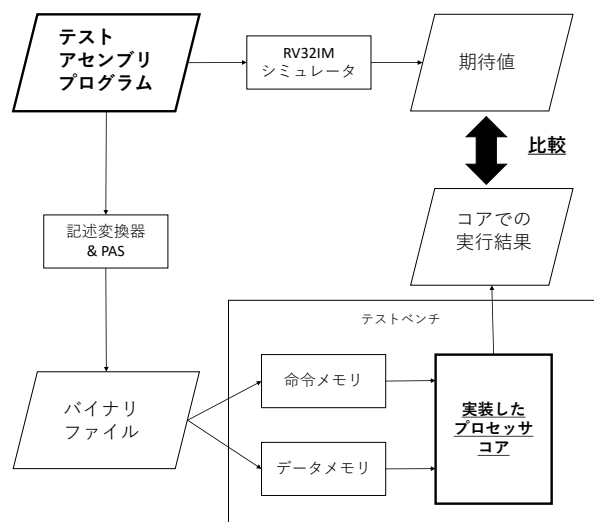 テスト
アセンブリ
プログラム
RV32IM
シミュレータ
期待値
比較
記述変換器
& PAS
コアでの
実行結果
テストベンチ
バイナリ
ファイル
命令メモリ
データメモリ
実装した
プロセッサ
コア